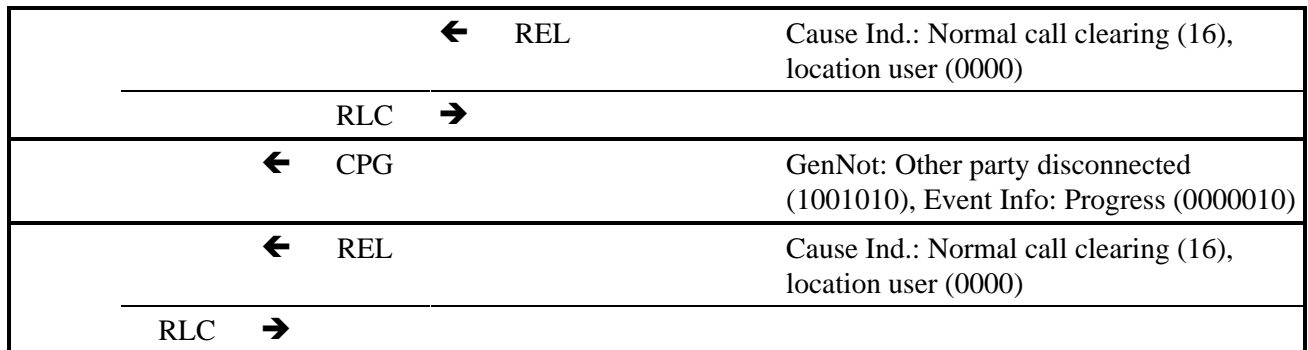 🡰 REL Cause Ind.: Normal call clearing (16),
location user (0000)
RLC 🡲
🡰 CPG GenNot: Other party disconnected
(1001010), Event Info: Progress (0000010)
🡰 REL Cause Ind.: Normal call clearing (16),
location user (0000)
RLC 🡲